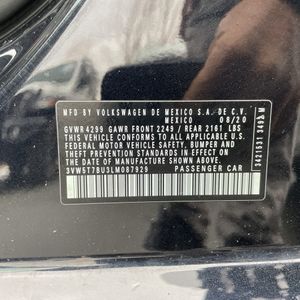 MFD BY VOLKSWAGEN DE MEXICO S.A. DE C.V.
MEXICO 08/20
GVWR 4299 GAWR FRONT 2249 / REAR 2161 LBS
THIS VEHICLE CONFORMS TO ALL APPLICABLE U.S.
FEDERAL MOTOR VEHICLE SAFETY, BUMPER, AND
THEFT PREVENTION STANDARDS IN EFFECT ON THE
DATE OF MANUFACTURE SHOWN ABOVE.
3VW5T7BU3LM087929 PASSENGER CAR
3421531 349 M